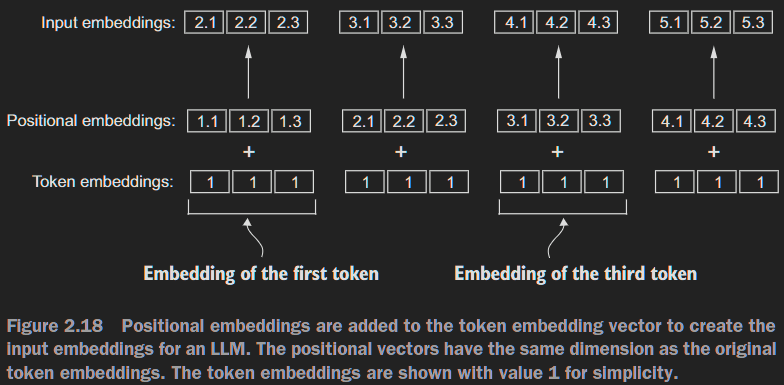 Input embeddings: 2.1 2.2 2.3 3.1 3.2 3.3 4.1 4.2 4.3 5.1 5.2 5.3
Positional embeddings: 1.1 1.2 1.3 2.1 2.2 2.3 3.1 3.2 3.3 4.1 4.2 4.3
+ + + +
Token embeddings: 1 1 1 1 1 1 1 1 1 1 1 1
Embedding of the first token Embedding of the third token
Figure 2.18 Positional embeddings are added to the token embedding vector to create the
input embeddings for an LLM. The positional vectors have the same dimension as the original
token embeddings. The token embeddings are shown with value 1 for simplicity.